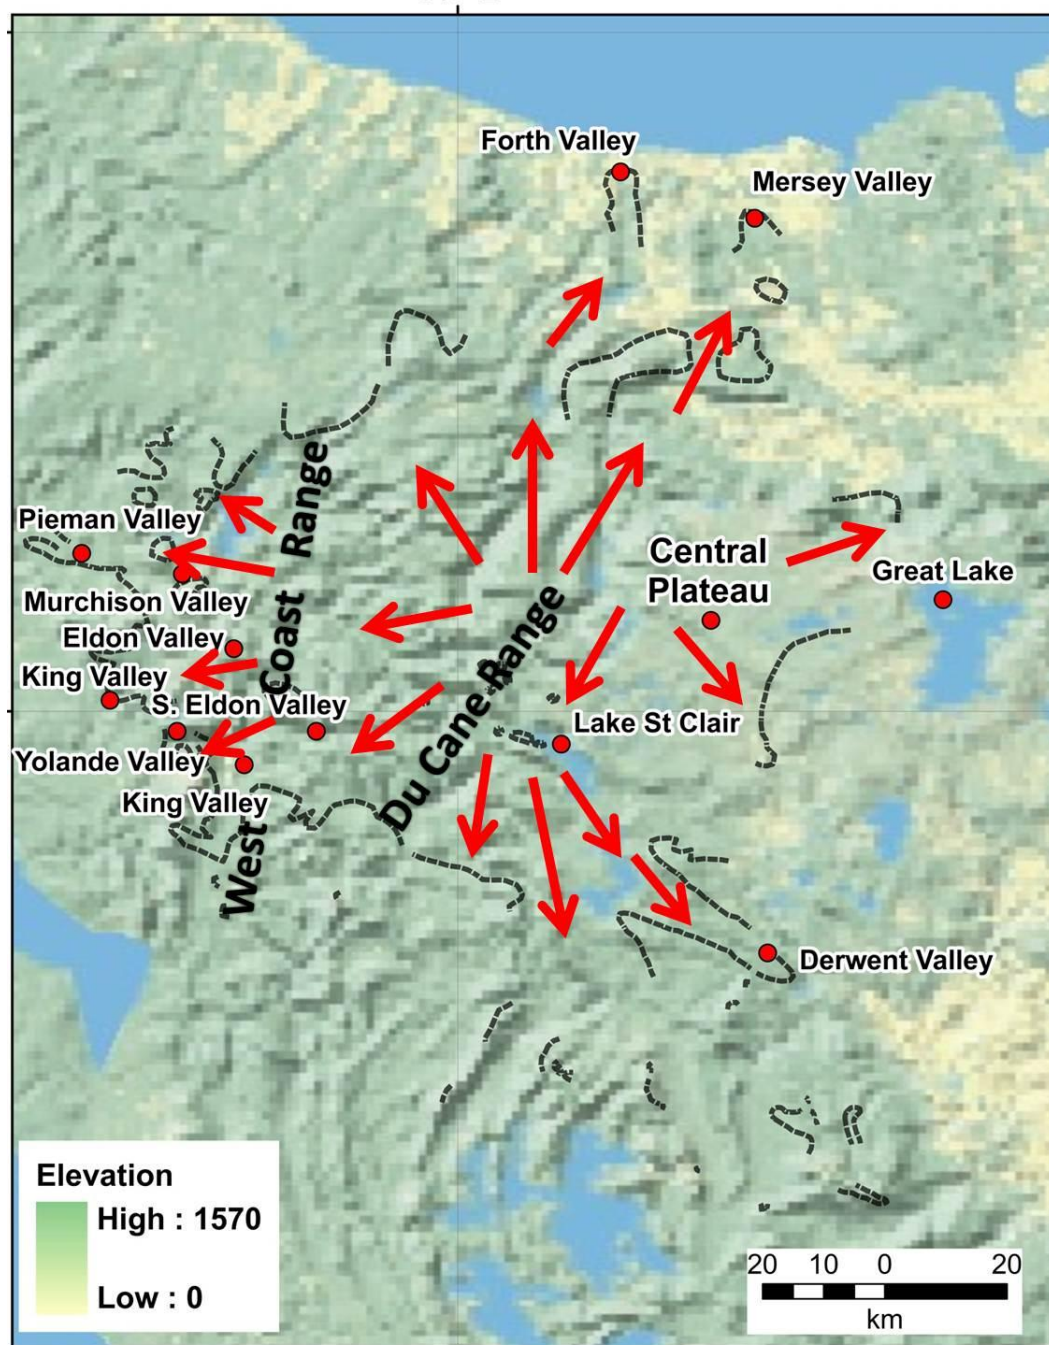 Forth Valley
Mersey Valley
Pieman Valley
Murchison Valley
Eldon Valley
King Valley
S. Eldon Valley
Yolande Valley
King Valley
West Coast Range
Du Cane Range
Central
Plateau
Great Lake
Lake St Clair
Derwent Valley
Elevation
High : 1570
Low : 0
20 10 0 20
km